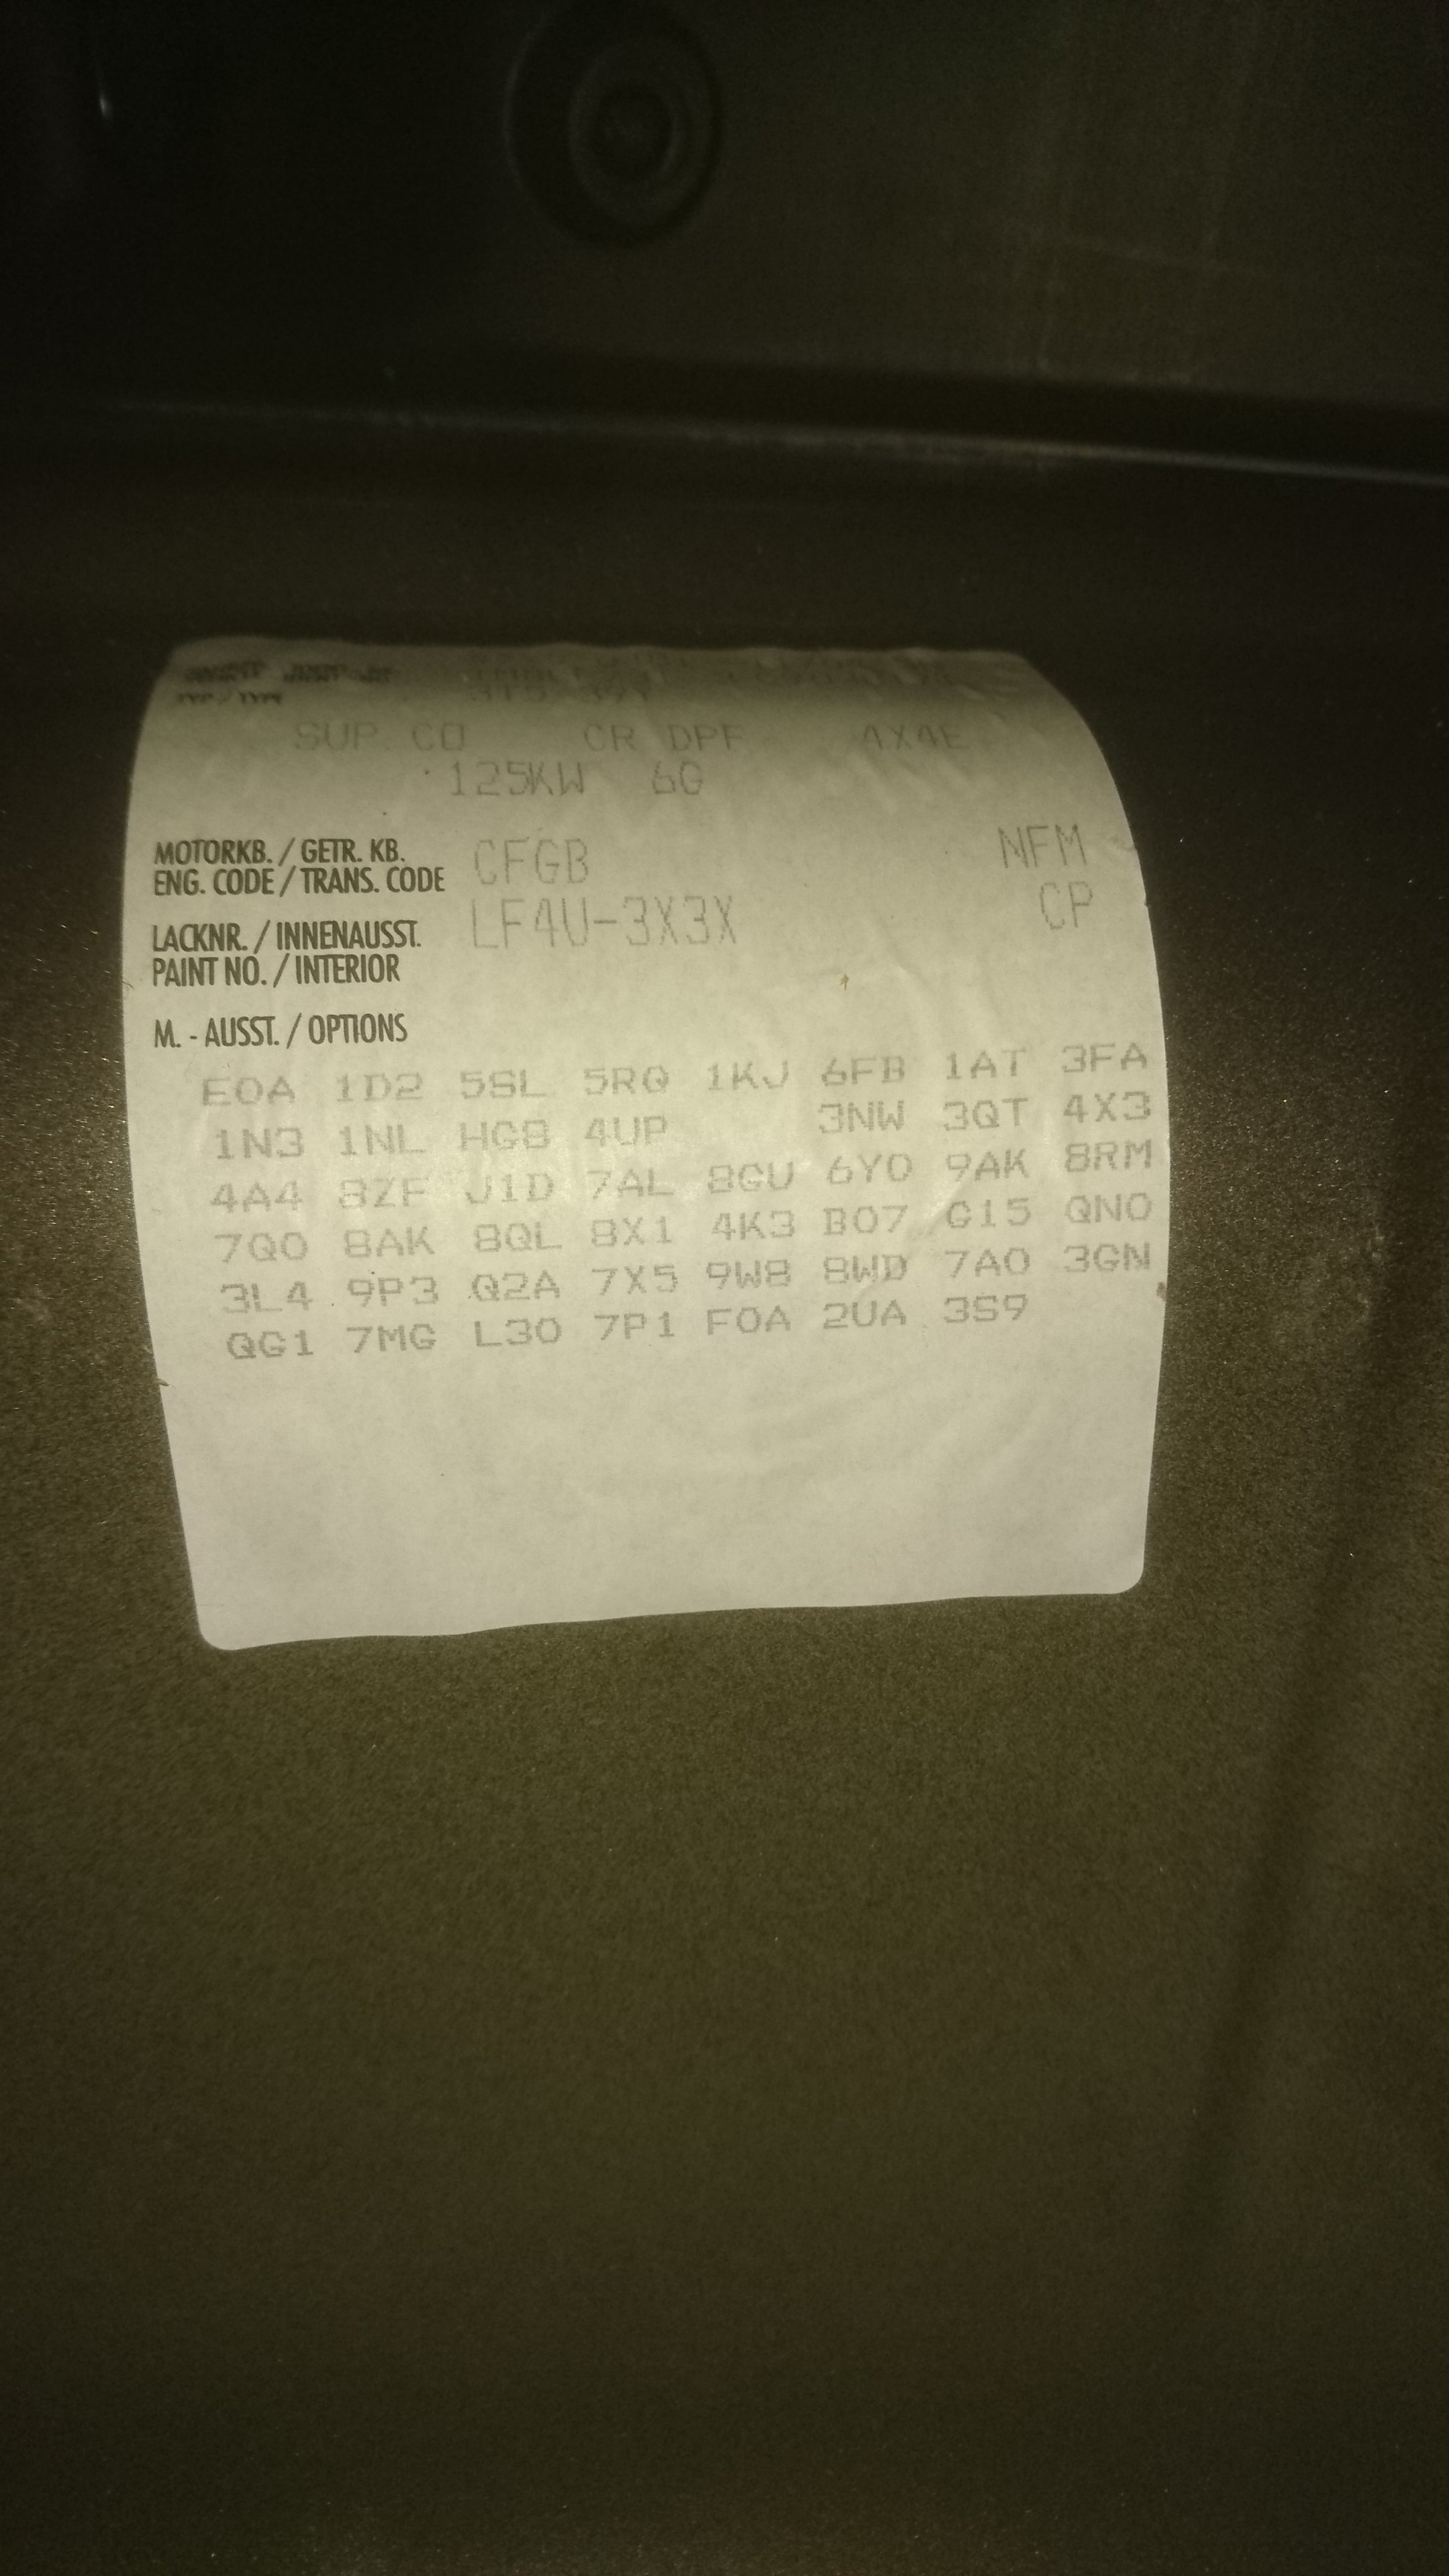 TYP / TYPE
SUP CO CR DPF 4X4E
125KW 6G
MOTORKB. / GETR. KB. CFGB NFM
ENG. CODE / TRANS. CODE
LACKNR. / INNENAUSST. LF4U-3X3X CP
PAINT NO. / INTERIOR
M. - AUSST. / OPTIONS
E0A 1D2 5SL 5RQ 1KJ 6FB 1AT 3FA
1N3 1NL HG8 4UP 3NW 3QT 4X3
4A4 8ZF J1D 7AL 8GU 6Y0 9AK 8RM
7Q0 8AK 8QL 8X1 4K3 B07 G15 QN0
3L4 9P3 Q2A 7X5 9W8 8WD 7A0 3GN
QG1 7MG L30 7P1 F0A 2UA 3S9